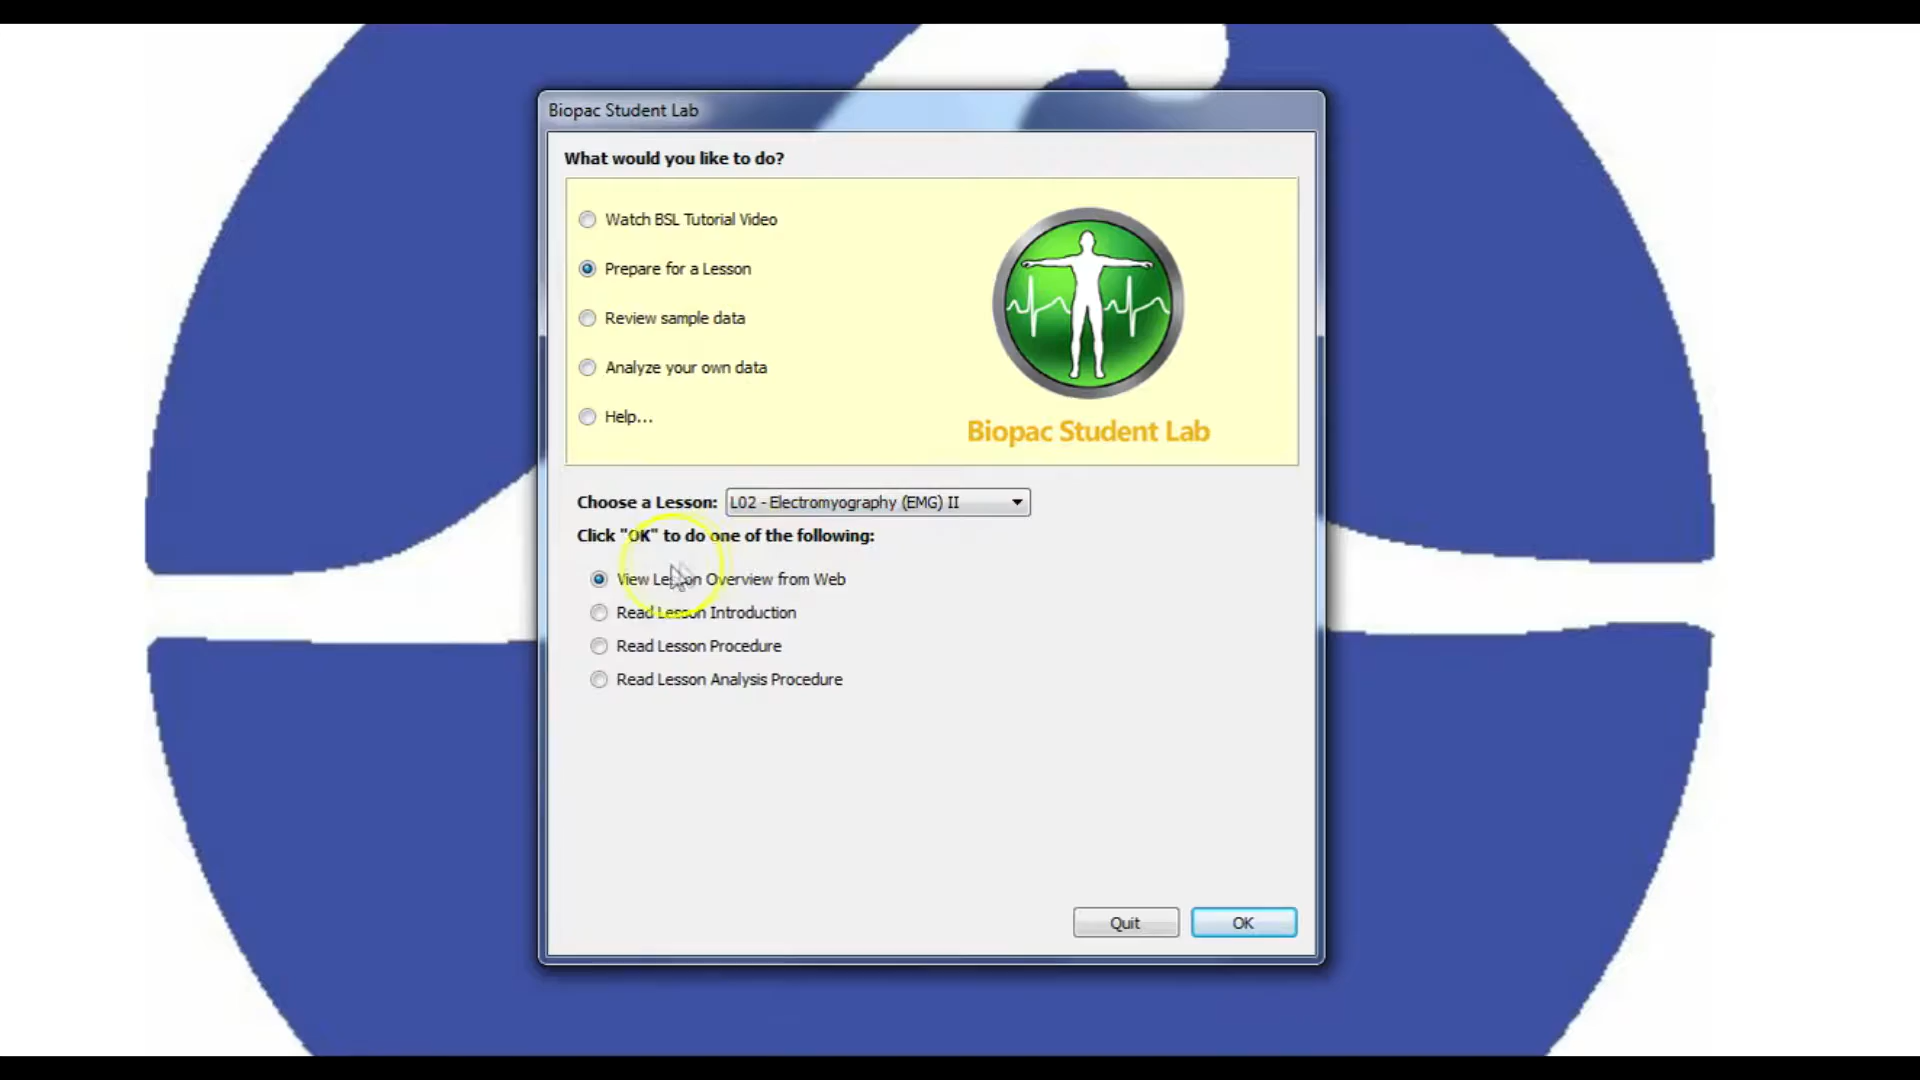 Biopac Student Lab
What would you like to do?
Watch BSL Tutorial Video
Prepare for a Lesson
Review sample data
Analyze your own data
Help...
Biopac Student Lab
Choose a Lesson: L02 - Electromyography (EMG) II
Click "OK" to do one of the following:
View Lesson Overview from Web
Read Lesson Introduction
Read Lesson Procedure
Read Lesson Analysis Procedure
Quit OK